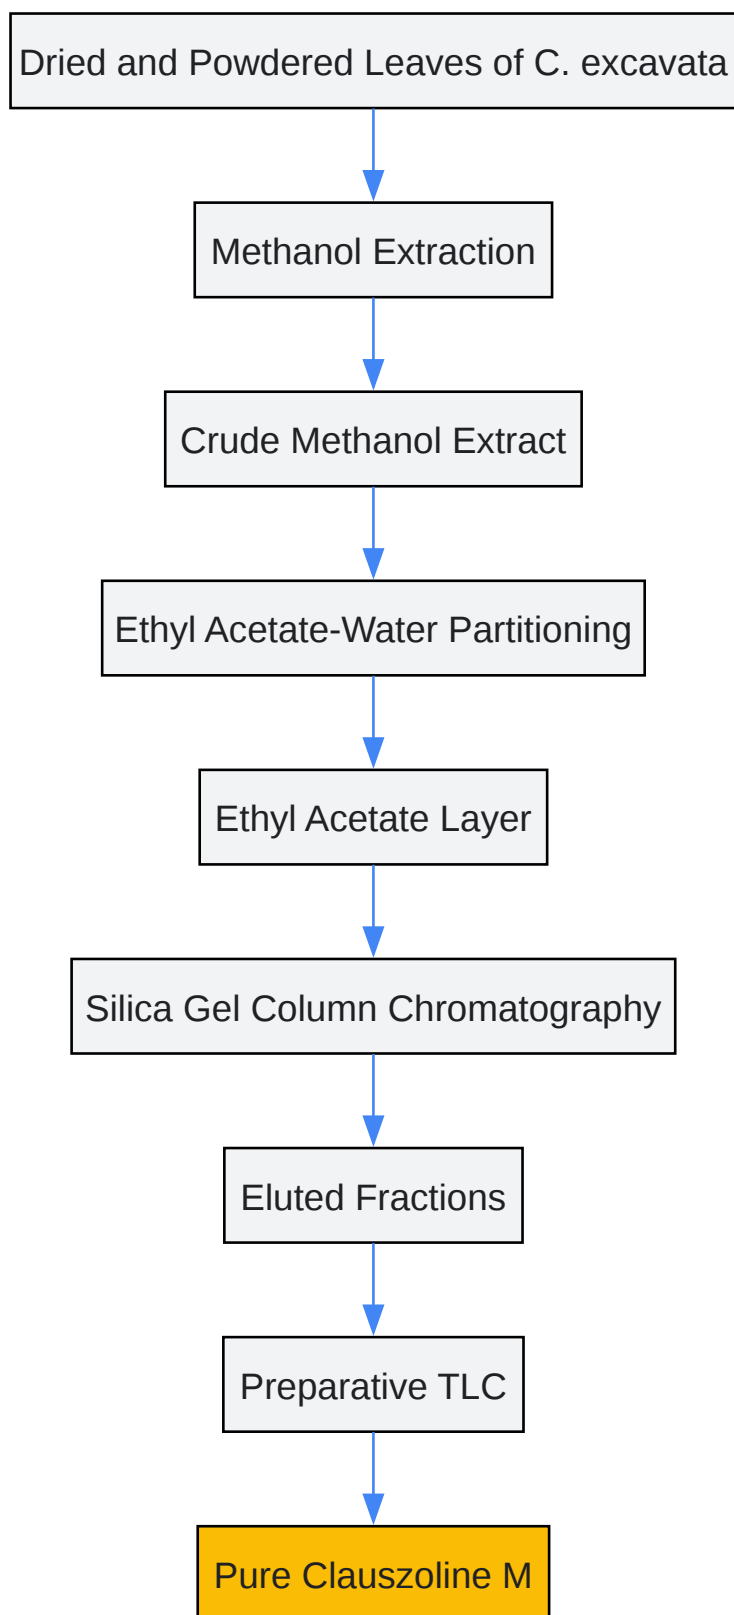 Dried and Powdered Leaves of C. excavata
Methanol Extraction
Crude Methanol Extract
Ethyl Acetate-Water Partitioning
Ethyl Acetate Layer
Silica Gel Column Chromatography
Eluted Fractions
Preparative TLC
Pure Clauszoline M